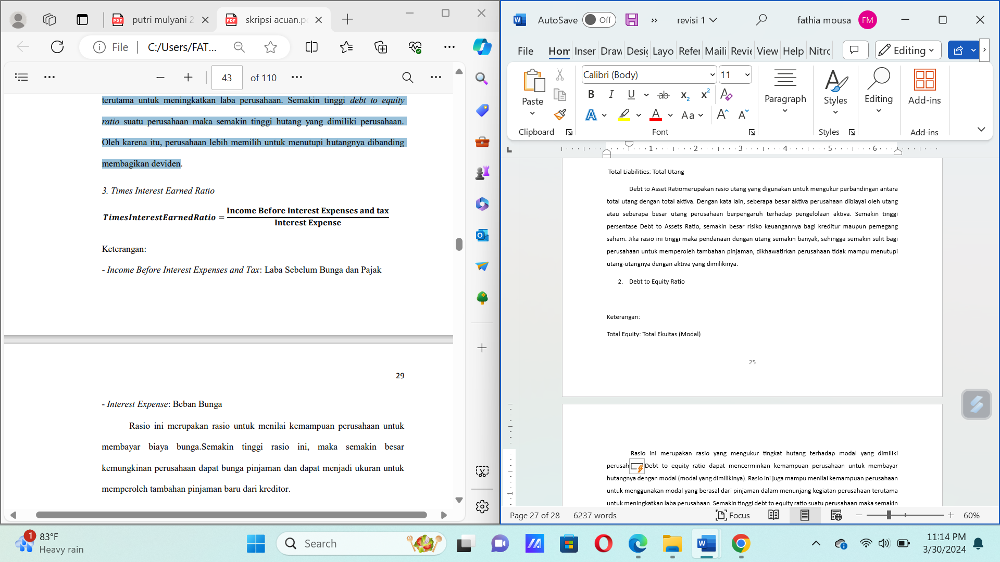 putri mulyani 2
skripsi acuan.p
File
C:/Users/FAT...
43
of 110
terutama untuk meningkatkan laba perusahaan. Semakin tinggi debt to equity
ratio suatu perusahaan maka semakin tinggi hutang yang dimiliki perusahaan.
Oleh karena itu, perusahaan lebih memilih untuk menutupi hutangnya dibanding
membagikan deviden.
3. Times Interest Earned Ratio
TimesInterestEarnedRatio = Income Before Interest Expenses and tax
Interest Expense
Keterangan:
- Income Before Interest Expenses and Tax: Laba Sebelum Bunga dan Pajak
29
- Interest Expense: Beban Bunga
Rasio ini merupakan rasio untuk menilai kemampuan perusahaan untuk
membayar biaya bunga.Semakin tinggi rasio ini, maka semakin besar
kemungkinan perusahaan dapat bunga pinjaman dan dapat menjadi ukuran untuk
memperoleh tambahan pinjaman baru dari kreditor.
AutoSave Off
revisi 1
fathia mousa FM
File Hom Inser Draw Desig Layo Refer Maili Revie View Help Nitro
Editing
Paste
Calibri (Body) 11
B I U ab x2 x2
A A Aa A A
Paragraph Styles Editing Add-ins
Clipboard Font Styles Add-ins
1 2 3 4 5 6
Total Liabilities: Total Utang
Debt to Asset Ratiomerupakan rasio utang yang digunakan untuk mengukur perbandingan antara
total utang dengan total aktiva. Dengan kata lain, seberapa besar aktiva perusahaan dibiayai oleh utang
atau seberapa besar utang perusahaan berpengaruh terhadap pengelolaan aktiva. Semakin tinggi
persentase Debt to Assets Ratio, semakin besar risiko keuangannya bagi kreditur maupun pemegang
saham. Jika rasio ini tinggi maka pendanaan dengan utang semakin banyak, sehingga semakin sulit bagi
perusahaan untuk memperoleh tambahan pinjaman, dikhawatirkan perusahaan tidak mampu menutupi
utang-utangnya dengan aktiva yang dimilikinya.
2. Debt to Equity Ratio
Keterangan:
Total Equity: Total Ekuitas (Modal)
25
Rasio ini merupakan rasio yang mengukur tingkat hutang terhadap modal yang dimiliki
perusah Debt to equity ratio dapat mencerminkan kemampuan perusahaan untuk membayar
hutangnya dengan modal (modal yang dimilikinya). Rasio ini juga mampu menilai kemampuan perusahaan
untuk menggunakan modal yang berasal dari pinjaman dalam menunjang kegiatan perusahaan terutama
untuk meningkatkan laba perusahaan. Semakin tinggi debt to equity ratio suatu perusahaan maka semakin
1
Page 27 of 28 6237 words
Focus
60%
1
83°F
Heavy rain
Search
11:14 PM
3/30/2024